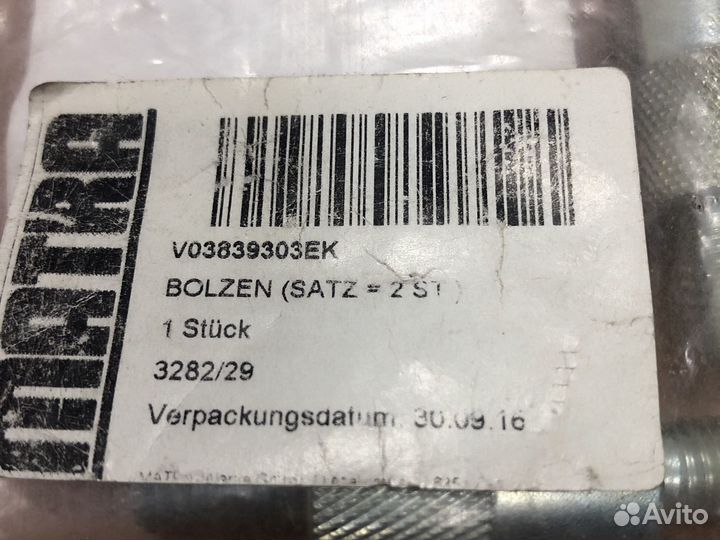 MATRA
V03839303EK
BOLZEN (SATZ = 2 ST.)
1 Stück
3282/29
Verpackungsdatum: 30.09.16
Avito